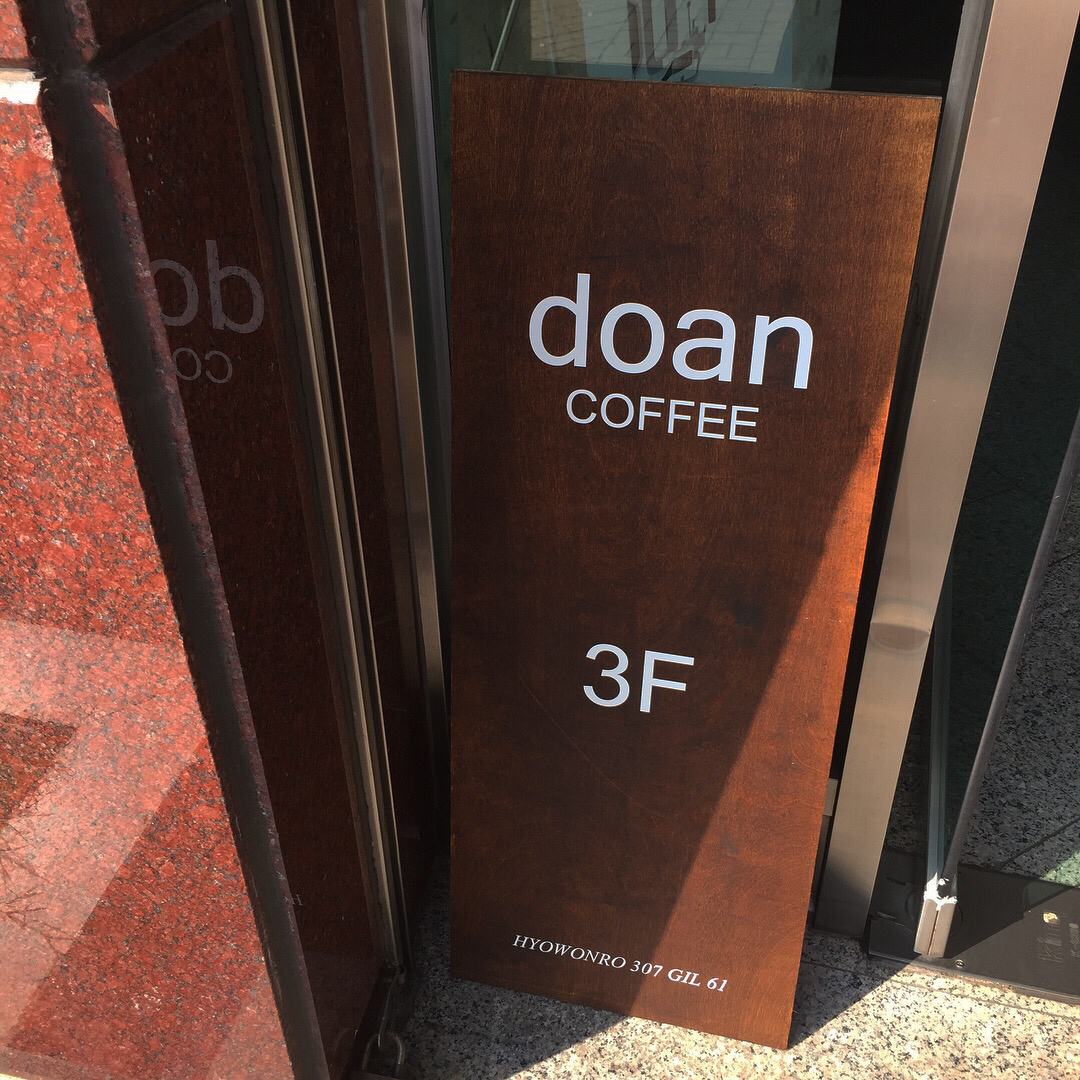 doan
COFFEE
3F
HYOWONRO 307 GIL 61